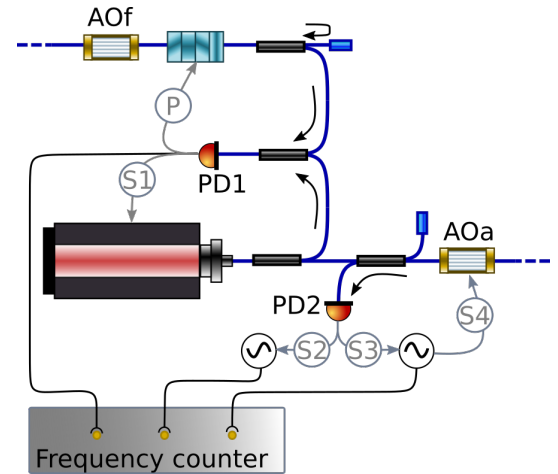 AOf
P
S1
PD1
AOa
PD2
S2
S3
S4
Frequency counter